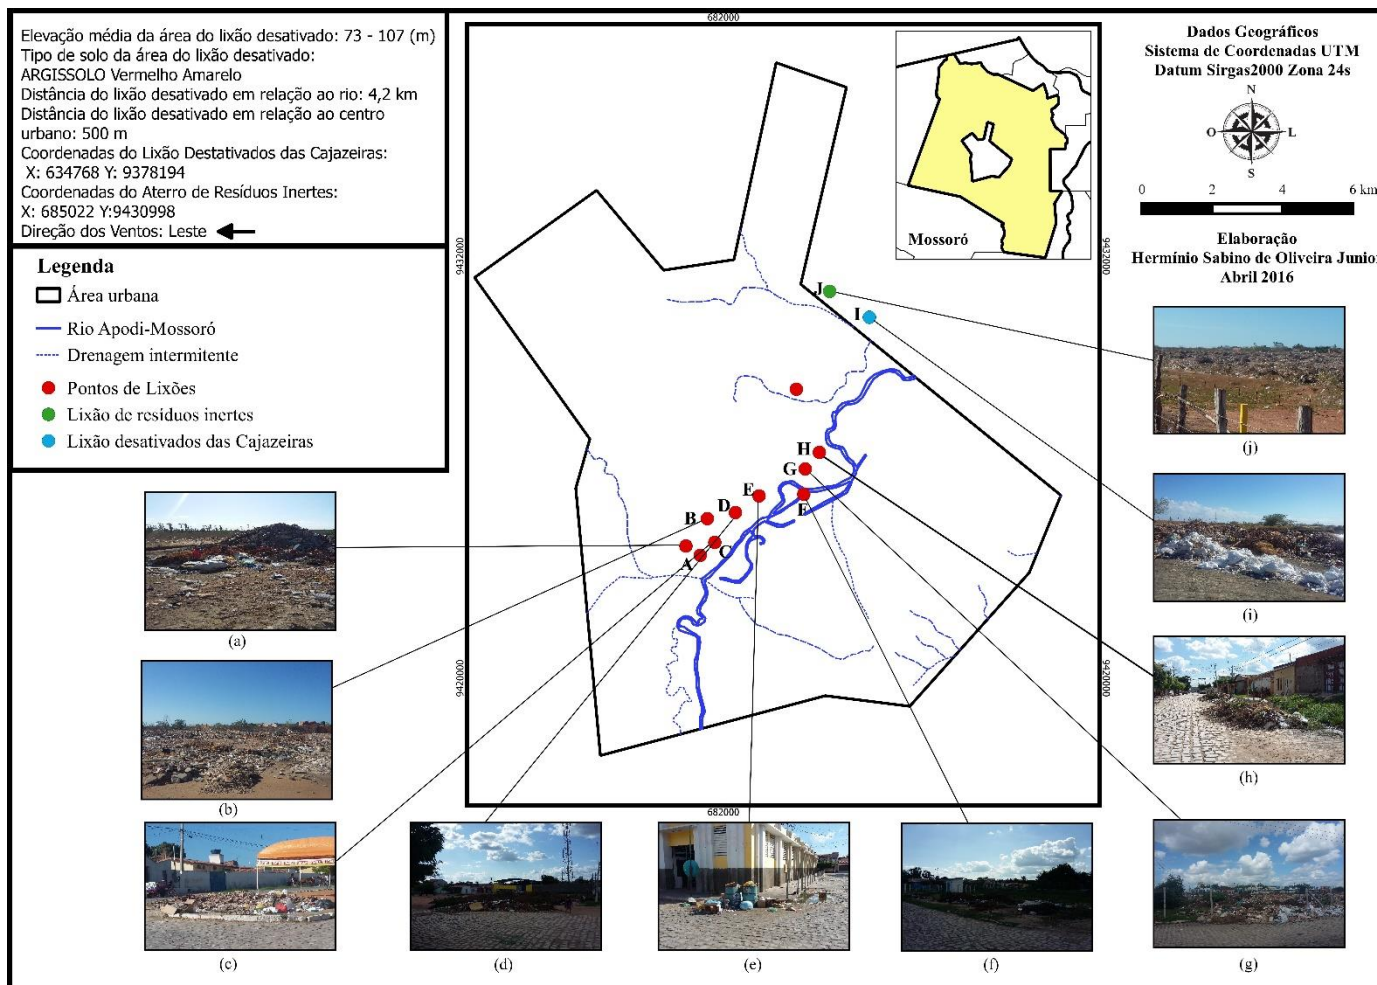 Elevação média da área do lixão desativado: 73 - 107 (m)
Tipo de solo da área do lixão desativado:
ARGISSOLO Vermelho Amarelo
Distância do lixão desativado em relação ao rio: 4,2 km
Distância do lixão desativado em relação ao centro
urbano: 500 m
Coordenadas do Lixão Destativados das Cajazeiras:
X: 634768 Y: 9378194
Coordenadas do Aterro de Resíduos Inertes:
X: 685022 Y:9430998
Direção dos Ventos: Leste
Legenda
Área urbana
Rio Apodi-Mossoró
Drenagem intermitente
Pontos de Lixões
Lixão de resíduos inertes
Lixão desativados das Cajazeiras
682000
9432000
9432000
9420000
9420000
682000
Mossoró
Dados Geográficos
Sistema de Coordenadas UTM
Datum Sirgas2000 Zona 24s
N
O
L
S
0 2 4 6 km
Elaboração
Hermínio Sabino de Oliveira Junior
Abril 2016
J
I
H
G
E
F
D
B
C
A
(a)
(b)
(c)
(d)
(e)
(f)
(g)
(h)
(i)
(j)